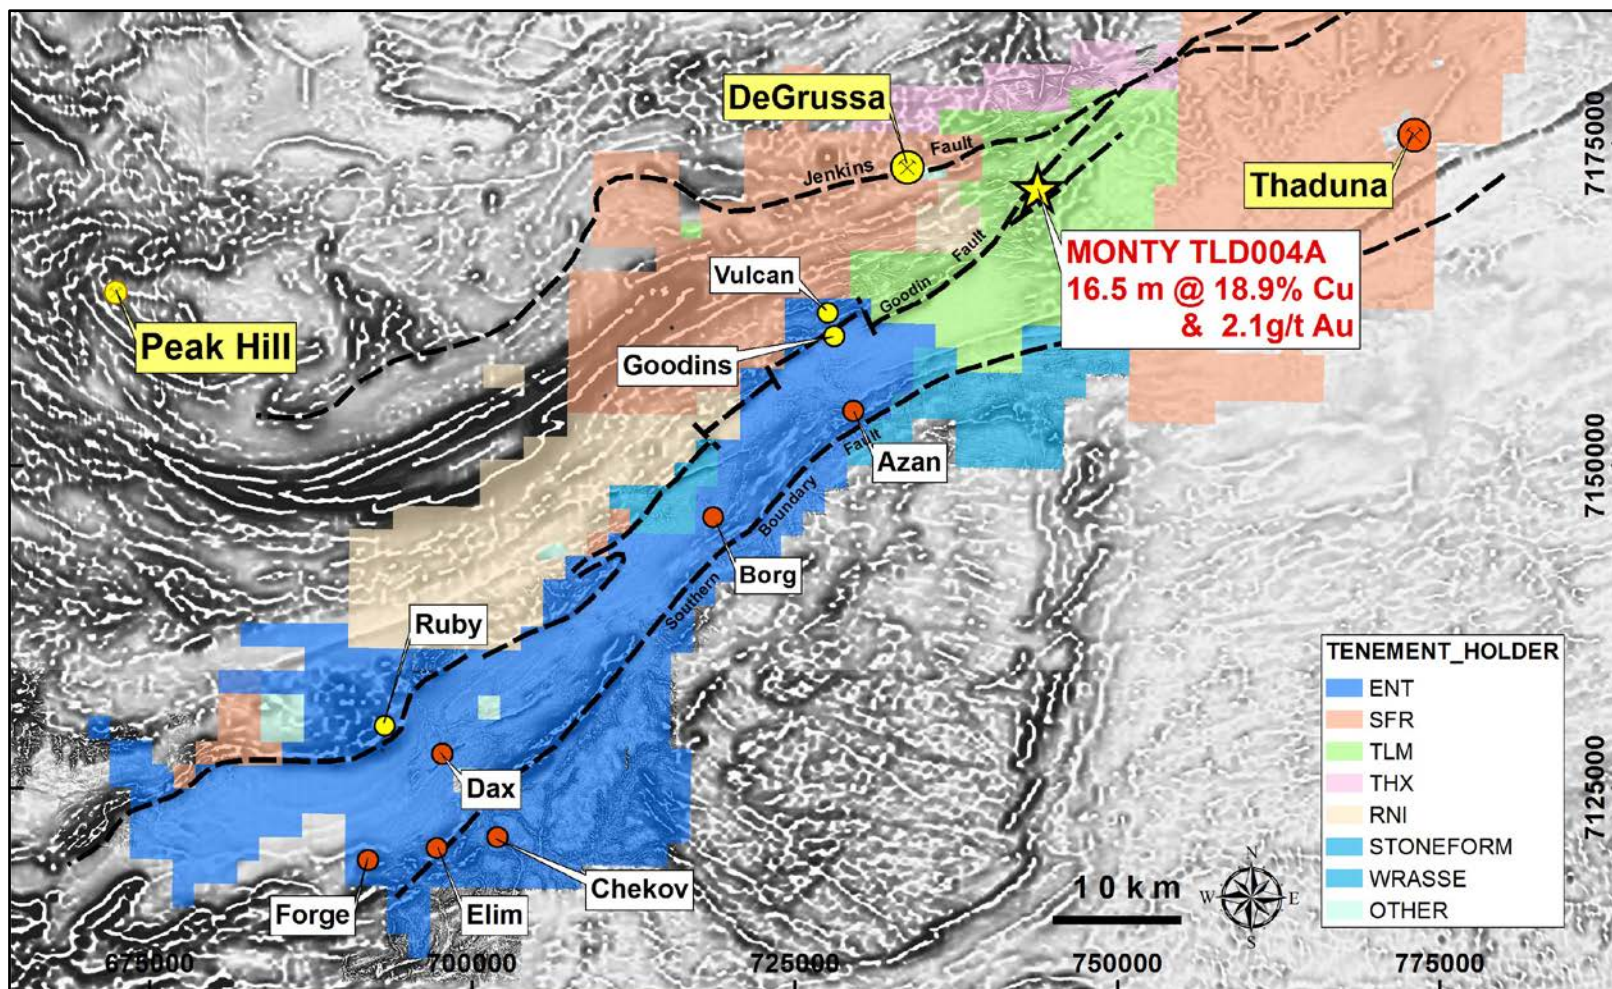 DeGrussa
Jenkins Fault
Thaduna
MONTY TLD004A
16.5 m @ 18.9% Cu
& 2.1g/t Au
Goodin Fault
Vulcan
Peak Hill
Goodins
Azan
Southern Boundary Fault
Borg
Ruby
Dax
Chekov
Forge
Elim
TENEMENT_HOLDER
ENT
SFR
TLM
THX
RNI
STONEFORM
WRASSE
OTHER
10 km
N
W E
S
7175000
7150000
7125000
675000
700000
725000
750000
775000